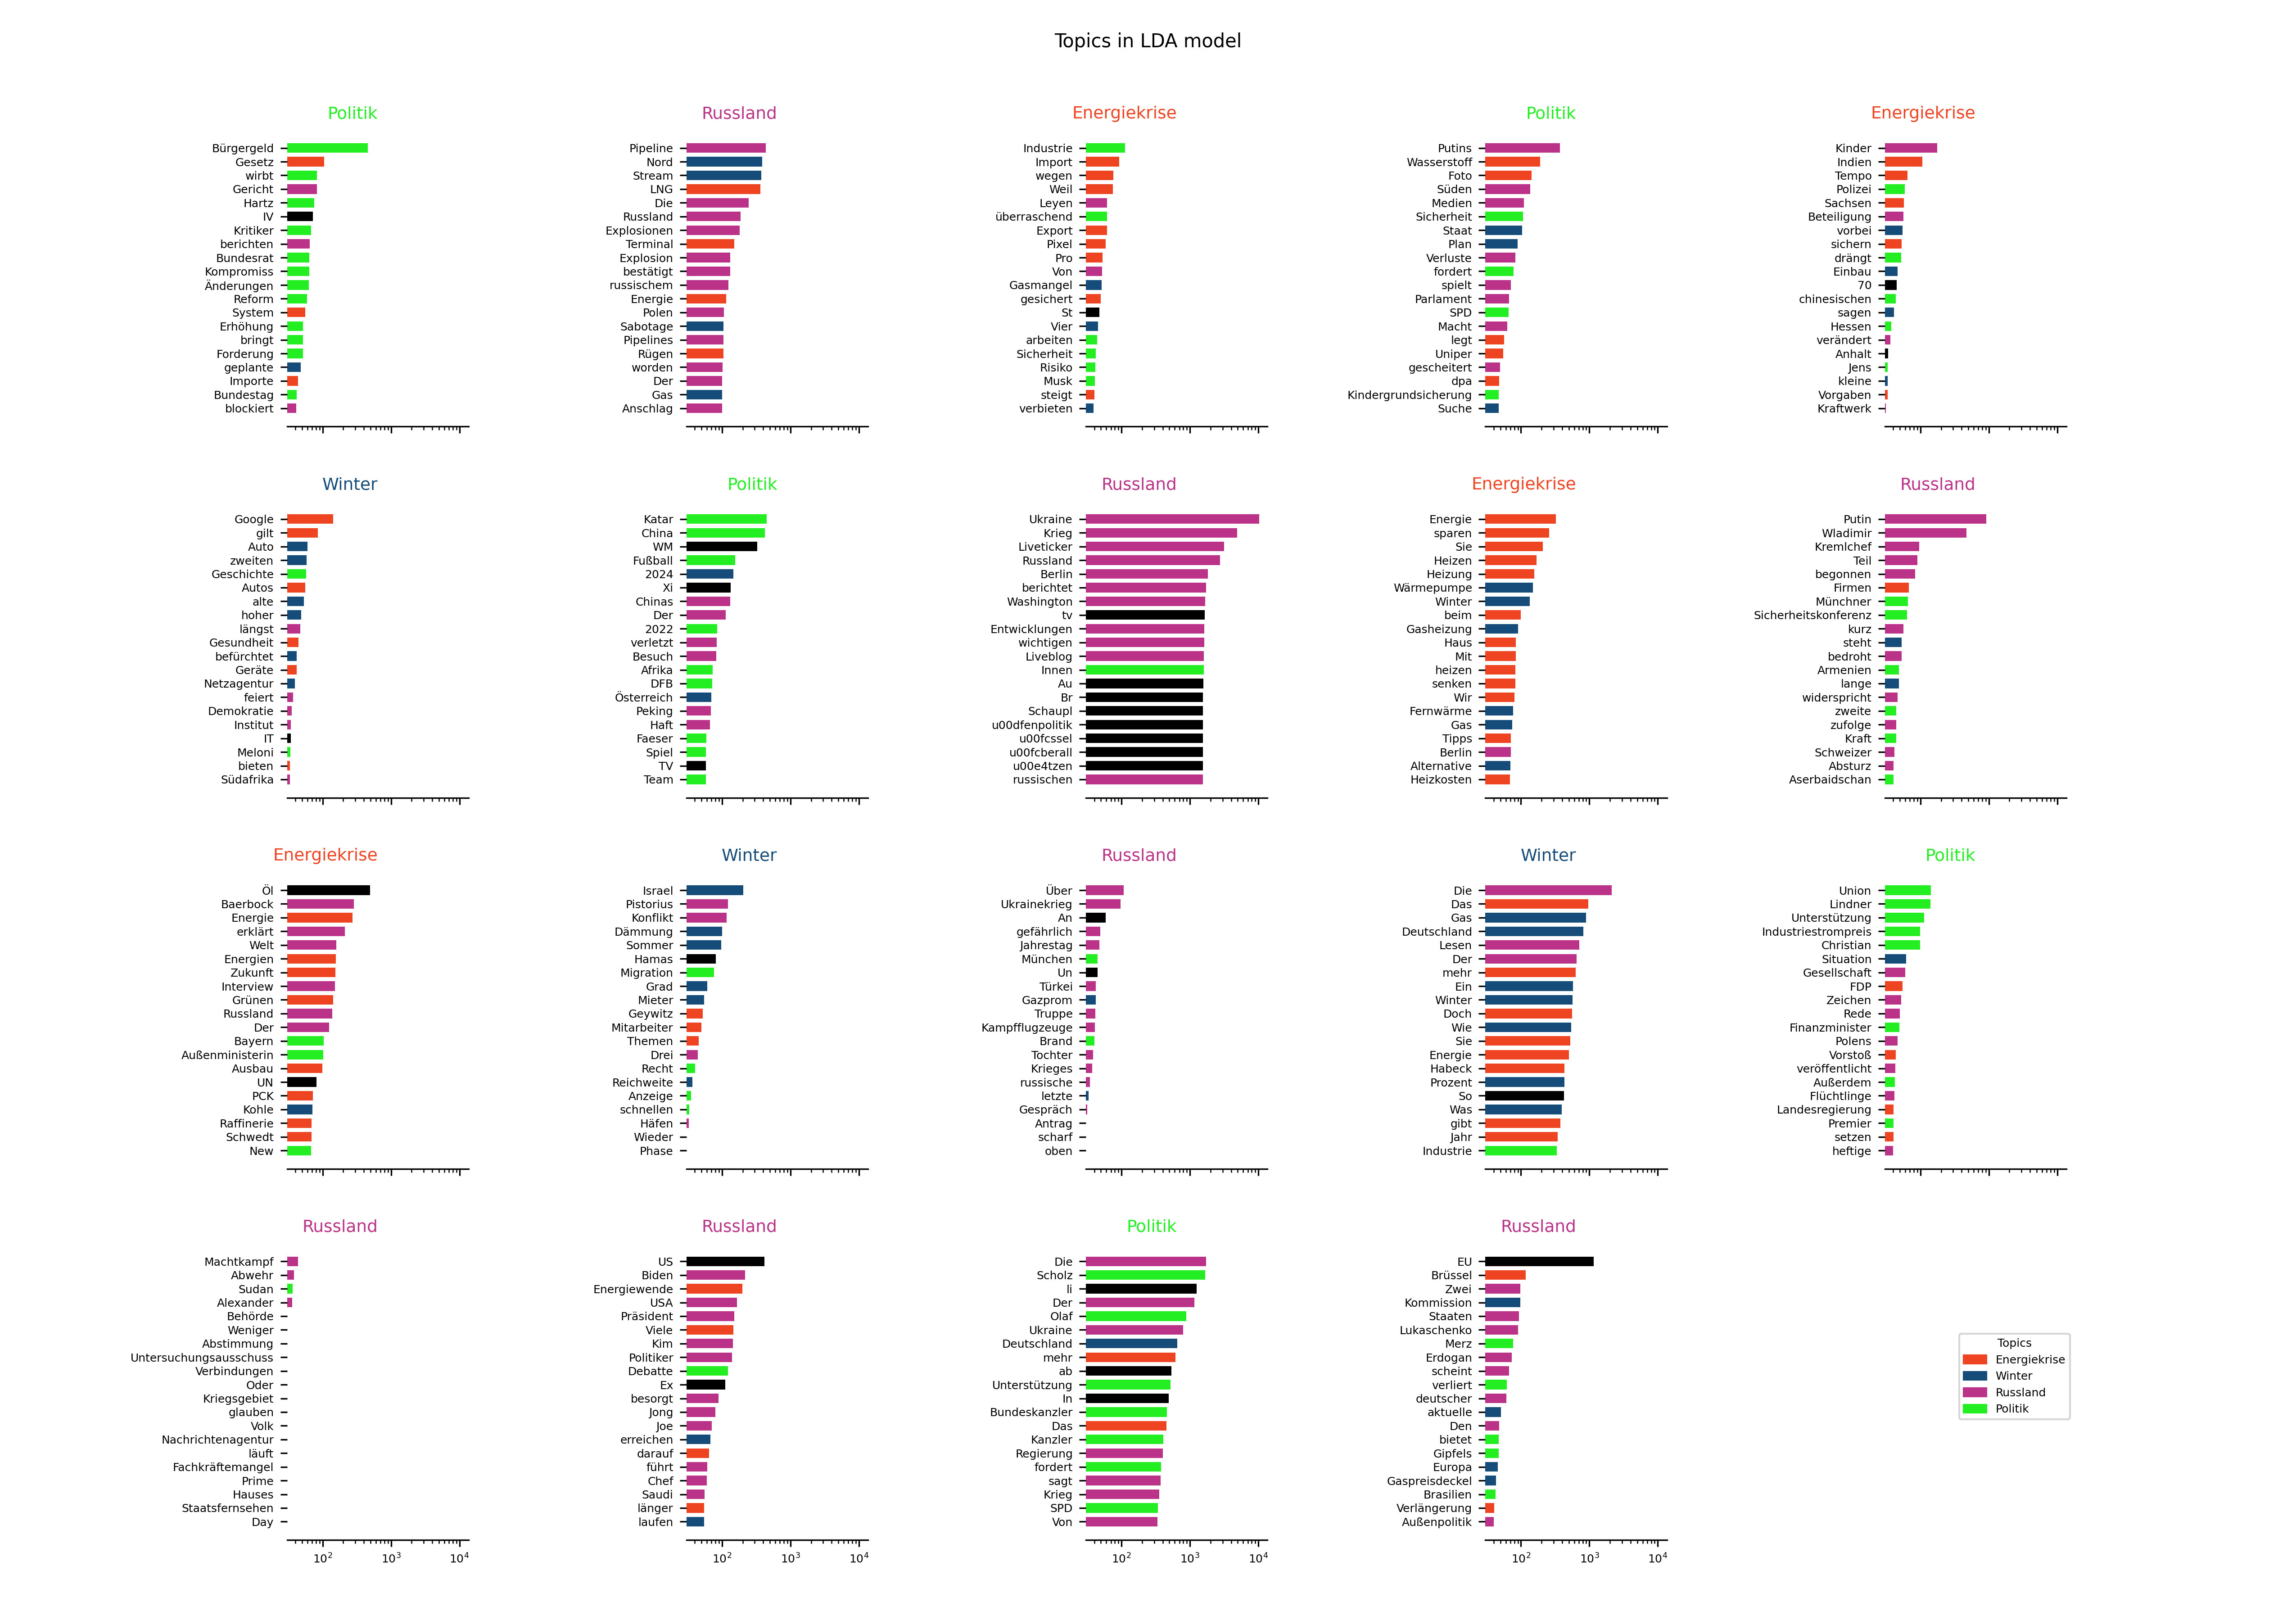 Topics in LDA model
Politik
Bürgergeld
Gesetz
wirbt
Gericht
Hartz
IV
Kritiker
berichten
Bundesrat
Kompromiss
Änderungen
Reform
System
Erhöhung
bringt
Forderung
geplante
Importe
Bundestag
blockiert
Russland
Pipeline
Nord
Stream
LNG
Die
Russland
Explosionen
Terminal
Explosion
bestätigt
russischem
Energie
Polen
Sabotage
Pipelines
Rügen
worden
Der
Gas
Anschlag
Energiekrise
Industrie
Import
wegen
Weil
Leyen
überraschend
Export
Pixel
Pro
Von
Gasmangel
gesichert
St
Vier
arbeiten
Sicherheit
Risiko
Musk
steigt
verbieten
Politik
Putins
Wasserstoff
Foto
Süden
Medien
Sicherheit
Staat
Plan
Verluste
fordert
spielt
Parlament
SPD
Macht
legt
Uniper
gescheitert
dpa
Kindergrundsicherung
Suche
Energiekrise
Kinder
Indien
Tempo
Polizei
Sachsen
Beteiligung
vorbei
sichern
drängt
Einbau
70
chinesischen
sagen
Hessen
verändert
Anhalt
Jens
kleine
Vorgaben
Kraftwerk
Winter
Google
gilt
Auto
zweiten
Geschichte
Autos
alte
hoher
längst
Gesundheit
befürchtet
Geräte
Netzagentur
feiert
Demokratie
Institut
IT
Meloni
bieten
Südafrika
Politik
Katar
China
WM
Fußball
2024
Xi
Chinas
Der
2022
verletzt
Besuch
Afrika
DFB
Österreich
Peking
Haft
Faeser
Spiel
TV
Team
Russland
Ukraine
Krieg
Liveticker
Russland
Berlin
berichtet
Washington
tv
Entwicklungen
wichtigen
Liveblog
Innen
Au
Br
Schaupl
u00dfenpolitik
u00fcssel
u00fcberall
u00e4tzen
russischen
Energiekrise
Energie
sparen
Sie
Heizen
Heizung
Wärmepumpe
Winter
beim
Gasheizung
Haus
Mit
heizen
senken
Wir
Fernwärme
Gas
Tipps
Berlin
Alternative
Heizkosten
Russland
Putin
Wladimir
Kremlchef
Teil
begonnen
Firmen
Münchner
Sicherheitskonferenz
kurz
steht
bedroht
Armenien
lange
widerspricht
zweite
zufolge
Kraft
Schweizer
Absturz
Aserbaidschan
Energiekrise
Öl
Baerbock
Energie
erklärt
Welt
Energien
Zukunft
Interview
Grünen
Russland
Der
Bayern
Außenministerin
Ausbau
UN
PCK
Kohle
Raffinerie
Schwedt
New
Winter
Israel
Pistorius
Konflikt
Dämmung
Sommer
Hamas
Migration
Grad
Mieter
Geywitz
Mitarbeiter
Themen
Drei
Recht
Reichweite
Anzeige
schnellen
Häfen
Wieder
Phase
Russland
Über
Ukrainekrieg
An
gefährlich
Jahrestag
München
Un
Türkei
Gazprom
Truppe
Kampfflugzeuge
Brand
Tochter
Krieges
russische
letzte
Gespräch
Antrag
scharf
oben
Winter
Die
Das
Gas
Deutschland
Lesen
Der
mehr
Ein
Winter
Doch
Wie
Sie
Energie
Habeck
Prozent
So
Was
gibt
Jahr
Industrie
Politik
Union
Lindner
Unterstützung
Industriestrompreis
Christian
Situation
Gesellschaft
FDP
Zeichen
Rede
Finanzminister
Polens
Vorstoß
veröffentlicht
Außerdem
Flüchtlinge
Landesregierung
Premier
setzen
heftige
Russland
Machtkampf
Abwehr
Sudan
Alexander
Behörde
Weniger
Abstimmung
Untersuchungsausschuss
Verbindungen
Oder
Kriegsgebiet
glauben
Volk
Nachrichtenagentur
läuft
Fachkräftemangel
Prime
Hauses
Staatsfernsehen
Day
10² 10³ 10⁴
Russland
US
Biden
Energiewende
USA
Präsident
Viele
Kim
Politiker
Debatte
Ex
besorgt
Jong
Joe
erreichen
darauf
führt
Chef
Saudi
länger
laufen
10² 10³ 10⁴
Politik
Die
Scholz
li
Der
Olaf
Ukraine
Deutschland
mehr
ab
Unterstützung
In
Bundeskanzler
Das
Kanzler
Regierung
fordert
sagt
Krieg
SPD
Von
10² 10³ 10⁴
Russland
EU
Brüssel
Zwei
Kommission
Staaten
Lukaschenko
Merz
Erdogan
scheint
verliert
deutscher
aktuelle
Den
bietet
Gipfels
Europa
Gaspreisdeckel
Brasilien
Verlängerung
Außenpolitik
10² 10³ 10⁴
Topics
Energiekrise
Winter
Russland
Politik